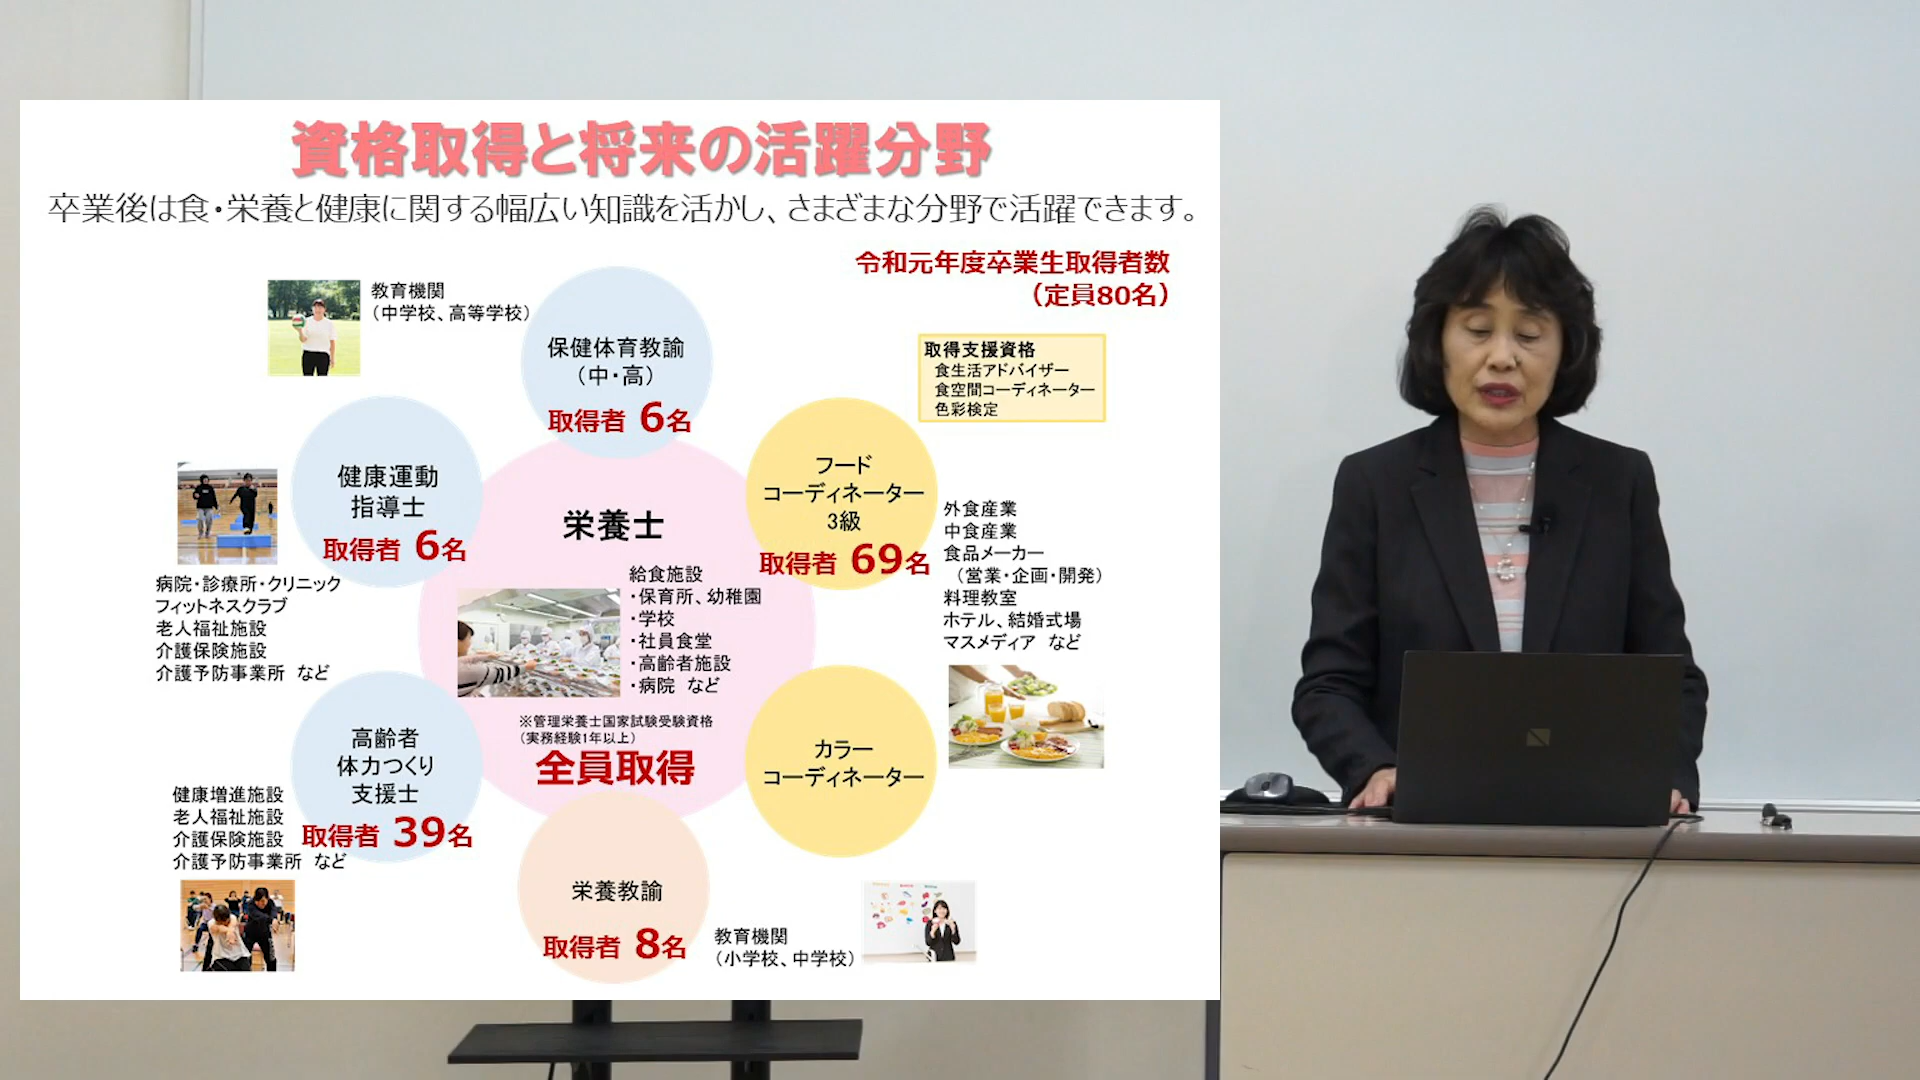 資格取得と将来の活躍分野
卒業後は食・栄養と健康に関する幅広い知識を活かし、さまざまな分野で活躍できます。
令和元年度卒業生取得者数
（定員80名）
教育機関
（中学校、高等学校）
保健体育教諭
（中・高）
取得者 6名
取得支援資格
食生活アドバイザー
食空間コーディネーター
色彩検定
健康運動
指導士
取得者 6名
病院・診療所・クリニック
フィットネスクラブ
老人福祉施設
介護保険施設
介護予防事業所　など
栄養士
給食施設
・保育所、幼稚園
・学校
・社員食堂
・高齢者施設
・病院　など
※管理栄養士国家試験受験資格
（実務経験1年以上）
全員取得
フード
コーディネーター
3級
取得者 69名
外食産業
中食産業
食品メーカー
（営業・企画・開発）
料理教室
ホテル、結婚式場
マスメディア　など
高齢者
体力つくり
支援士
取得者 39名
健康増進施設
老人福祉施設
介護保険施設
介護予防事業所　など
カラー
コーディネーター
栄養教諭
取得者 8名
教育機関
（小学校、中学校）